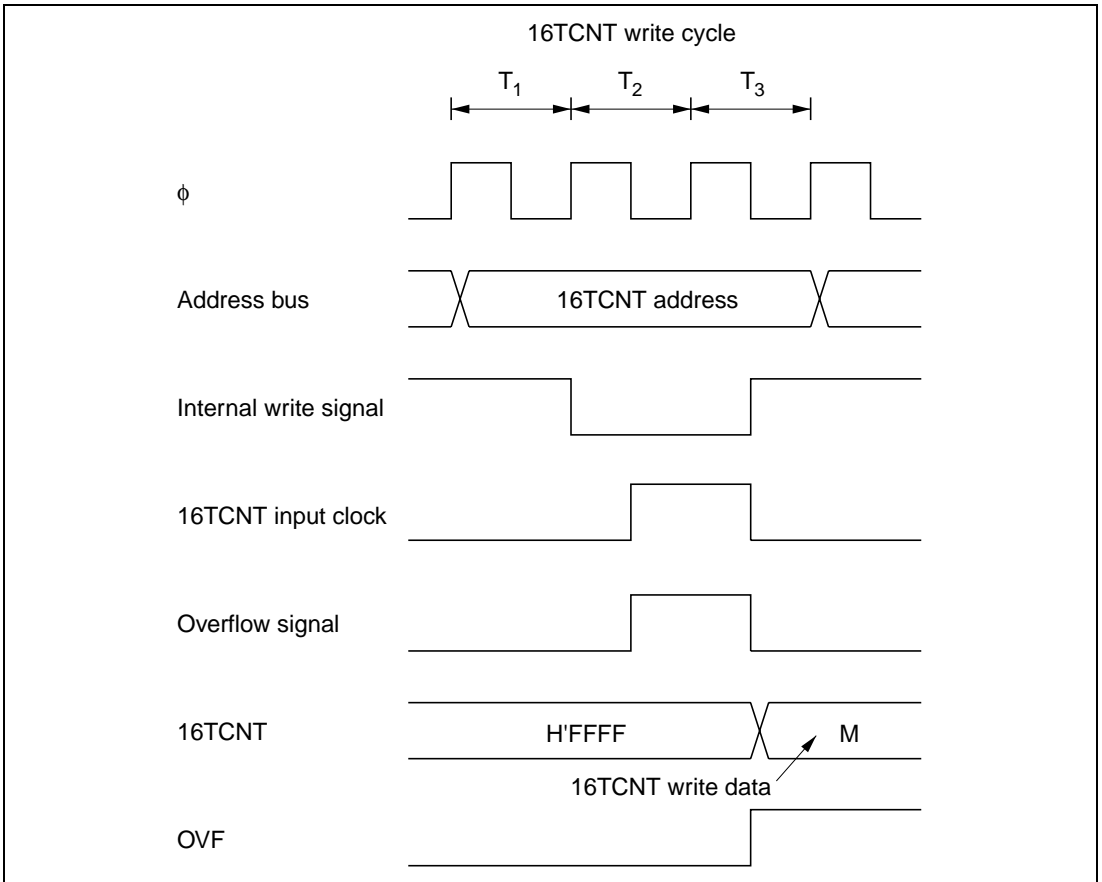 16TCNT write cycle
T1 T2 T3
φ
Address bus
16TCNT address
Internal write signal
16TCNT input clock
Overflow signal
16TCNT
H'FFFF
M
16TCNT write data
OVF